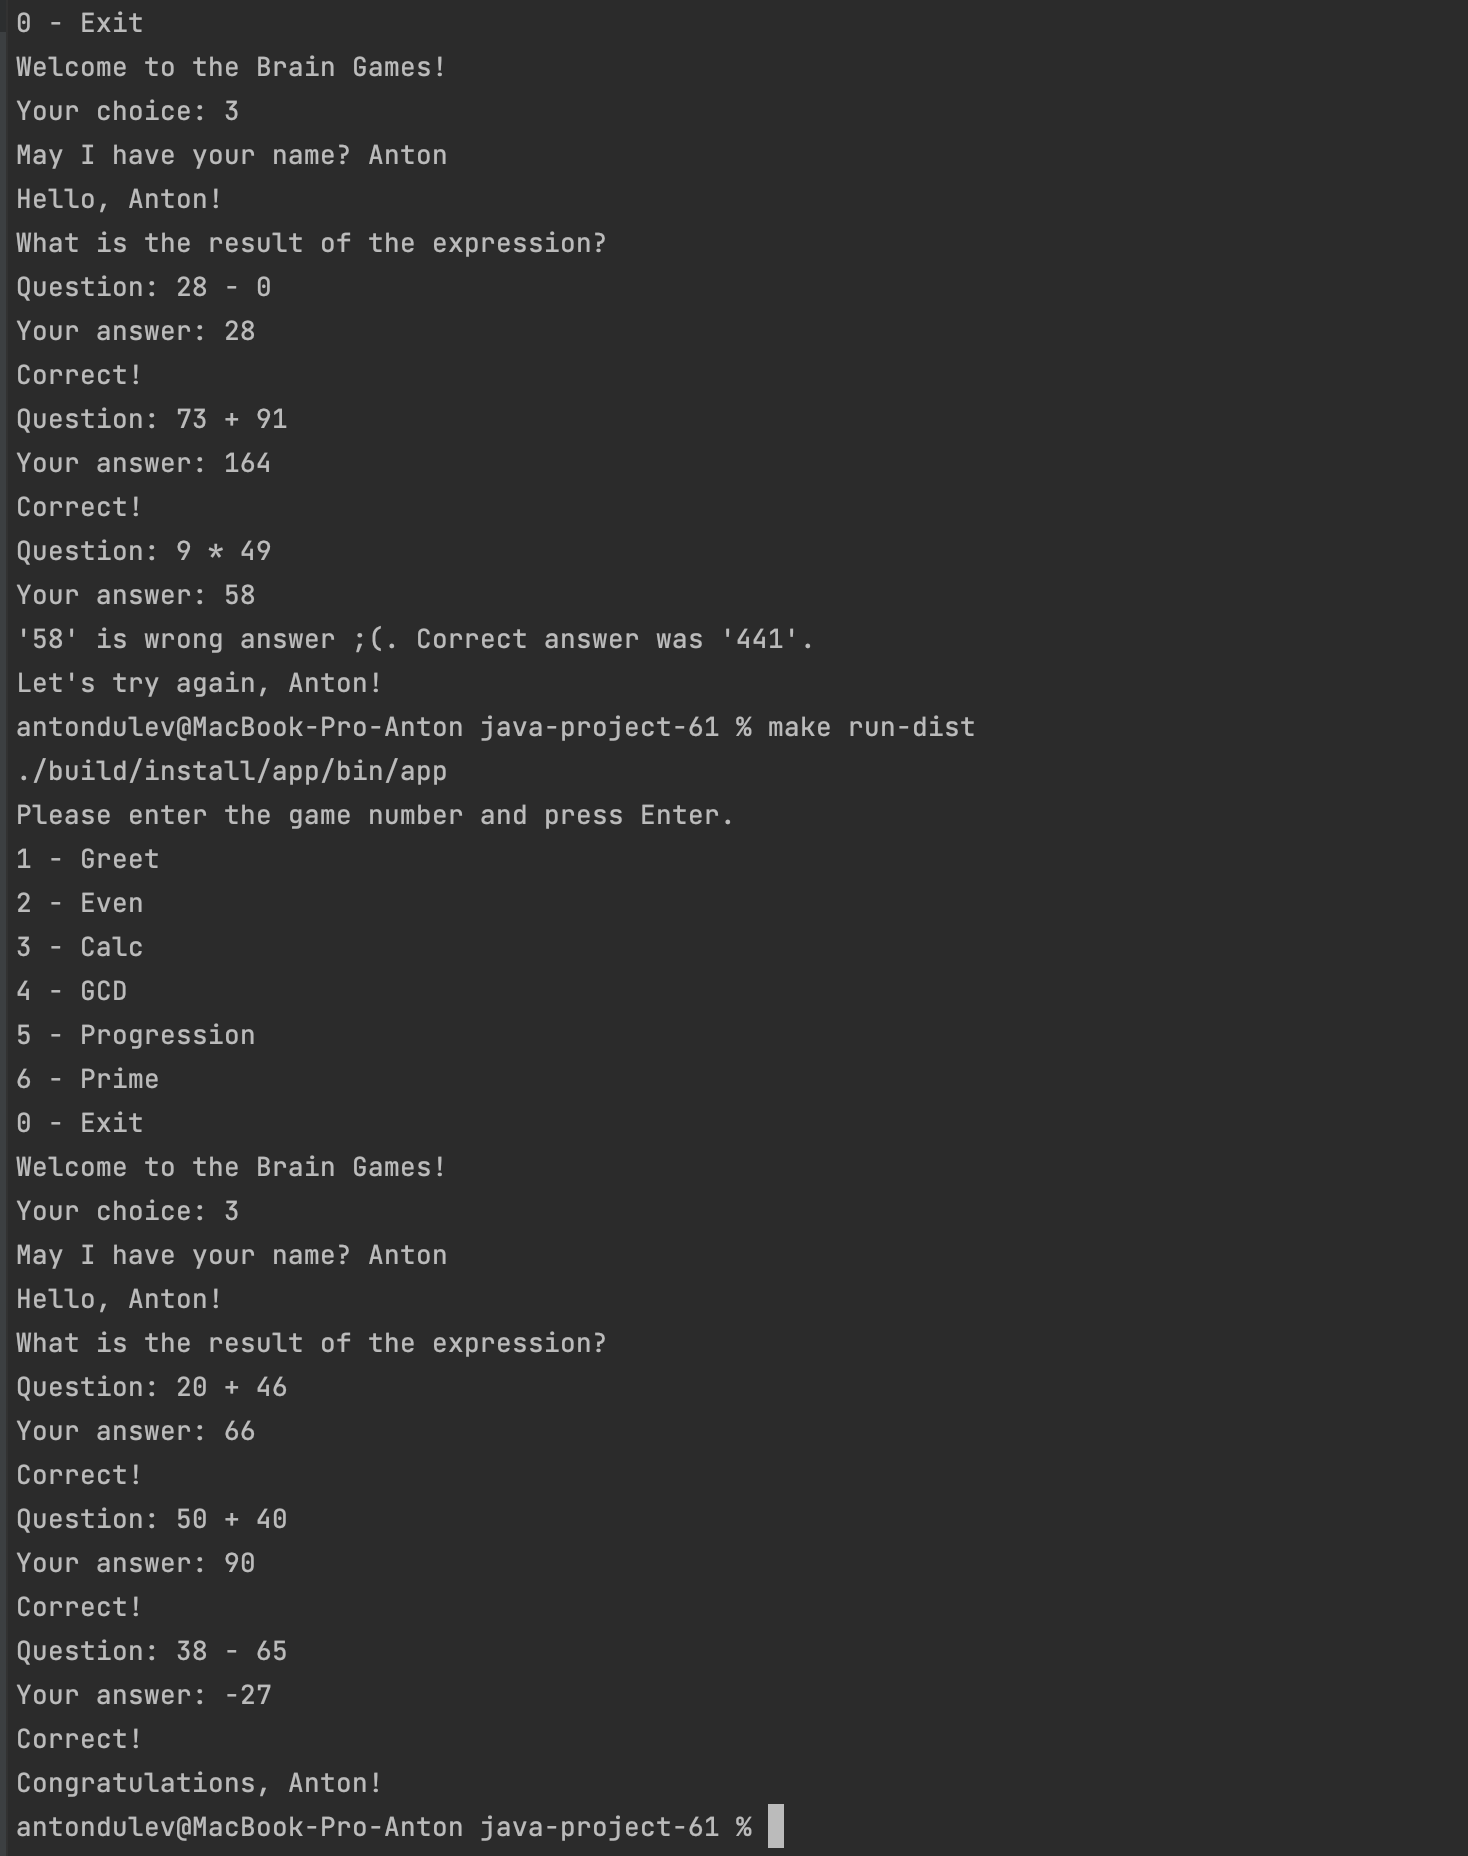 0 - Exit
Welcome to the Brain Games!
Your choice: 3
May I have your name? Anton
Hello, Anton!
What is the result of the expression?
Question: 28 - 0
Your answer: 28
Correct!
Question: 73 + 91
Your answer: 164
Correct!
Question: 9 * 49
Your answer: 58
'58' is wrong answer ;(. Correct answer was '441'.
Let's try again, Anton!
antondulev@MacBook-Pro-Anton java-project-61 % make run-dist
./build/install/app/bin/app
Please enter the game number and press Enter.
1 - Greet
2 - Even
3 - Calc
4 - GCD
5 - Progression
6 - Prime
0 - Exit
Welcome to the Brain Games!
Your choice: 3
May I have your name? Anton
Hello, Anton!
What is the result of the expression?
Question: 20 + 46
Your answer: 66
Correct!
Question: 50 + 40
Your answer: 90
Correct!
Question: 38 - 65
Your answer: -27
Correct!
Congratulations, Anton!
antondulev@MacBook-Pro-Anton java-project-61 %